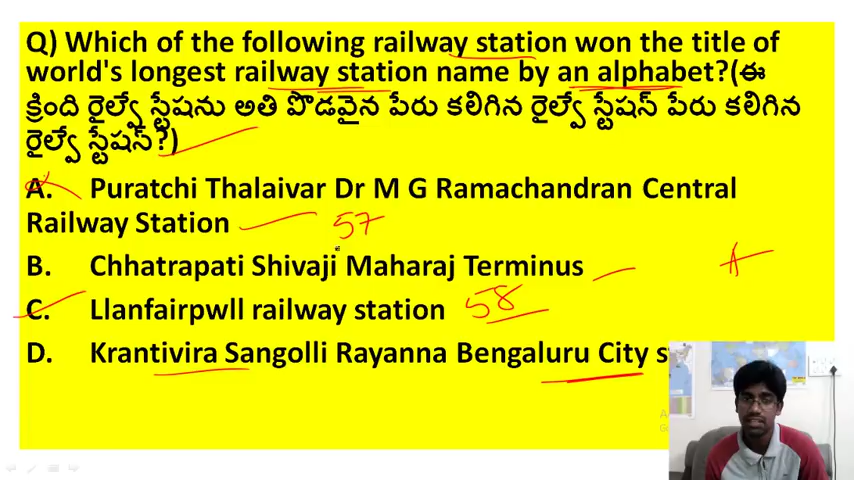 Q) Which of the following railway station won the title of
world's longest railway station name by an alphabet?(ఈ
క్రింది రైల్వే స్టేషను అతి పొడవైన పేరు కలిగిన రైల్వే స్టేషన్ పేరు కలిగిన
రైల్వే స్టేషన్?)
A. Puratchi Thalaivar Dr M G Ramachandran Central
Railway Station 57
B. Chhatrapati Shivaji Maharaj Terminus A
C. Llanfairpwll railway station 58
D. Krantivira Sangolli Rayanna Bengaluru City